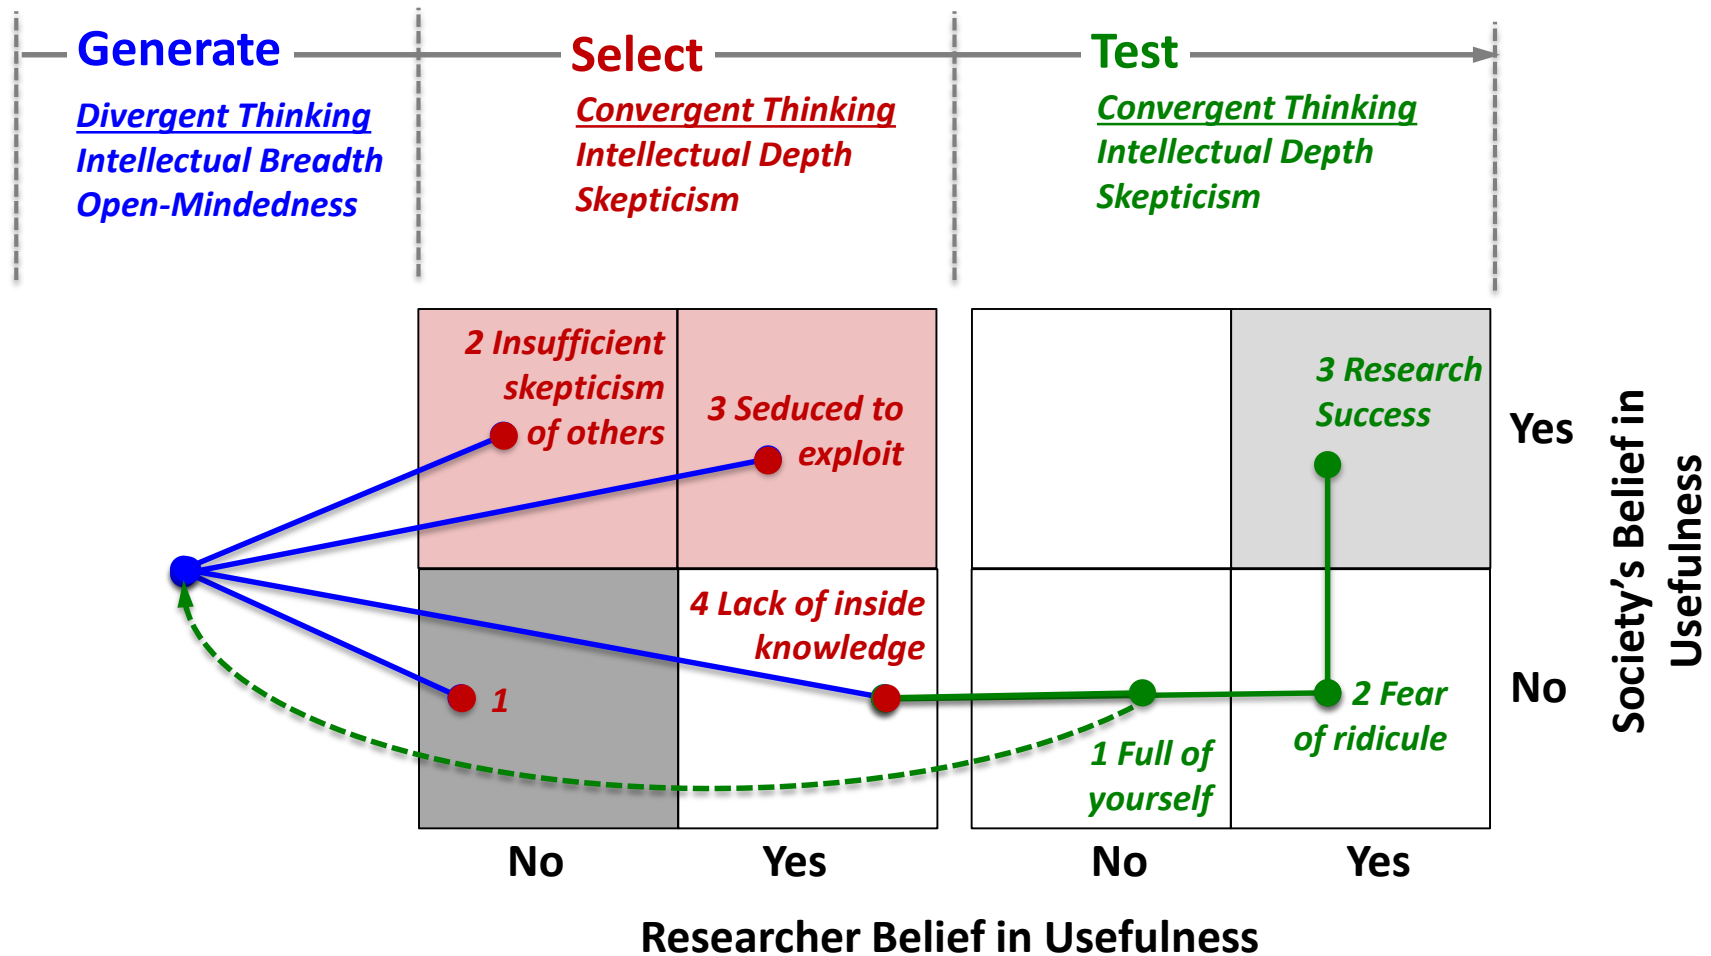 Generate
Select
Test
Divergent Thinking
Intellectual Breadth
Open-Mindedness
Convergent Thinking
Intellectual Depth
Skepticism
Convergent Thinking
Intellectual Depth
Skepticism
2 Insufficient
skepticism
of others
3 Seduced to
exploit
3 Research
Success
4 Lack of inside
knowledge
1
1 Full of
yourself
2 Fear
of ridicule
Yes
No
Society's Belief in
Usefulness
No
Yes
No
Yes
Researcher Belief in Usefulness